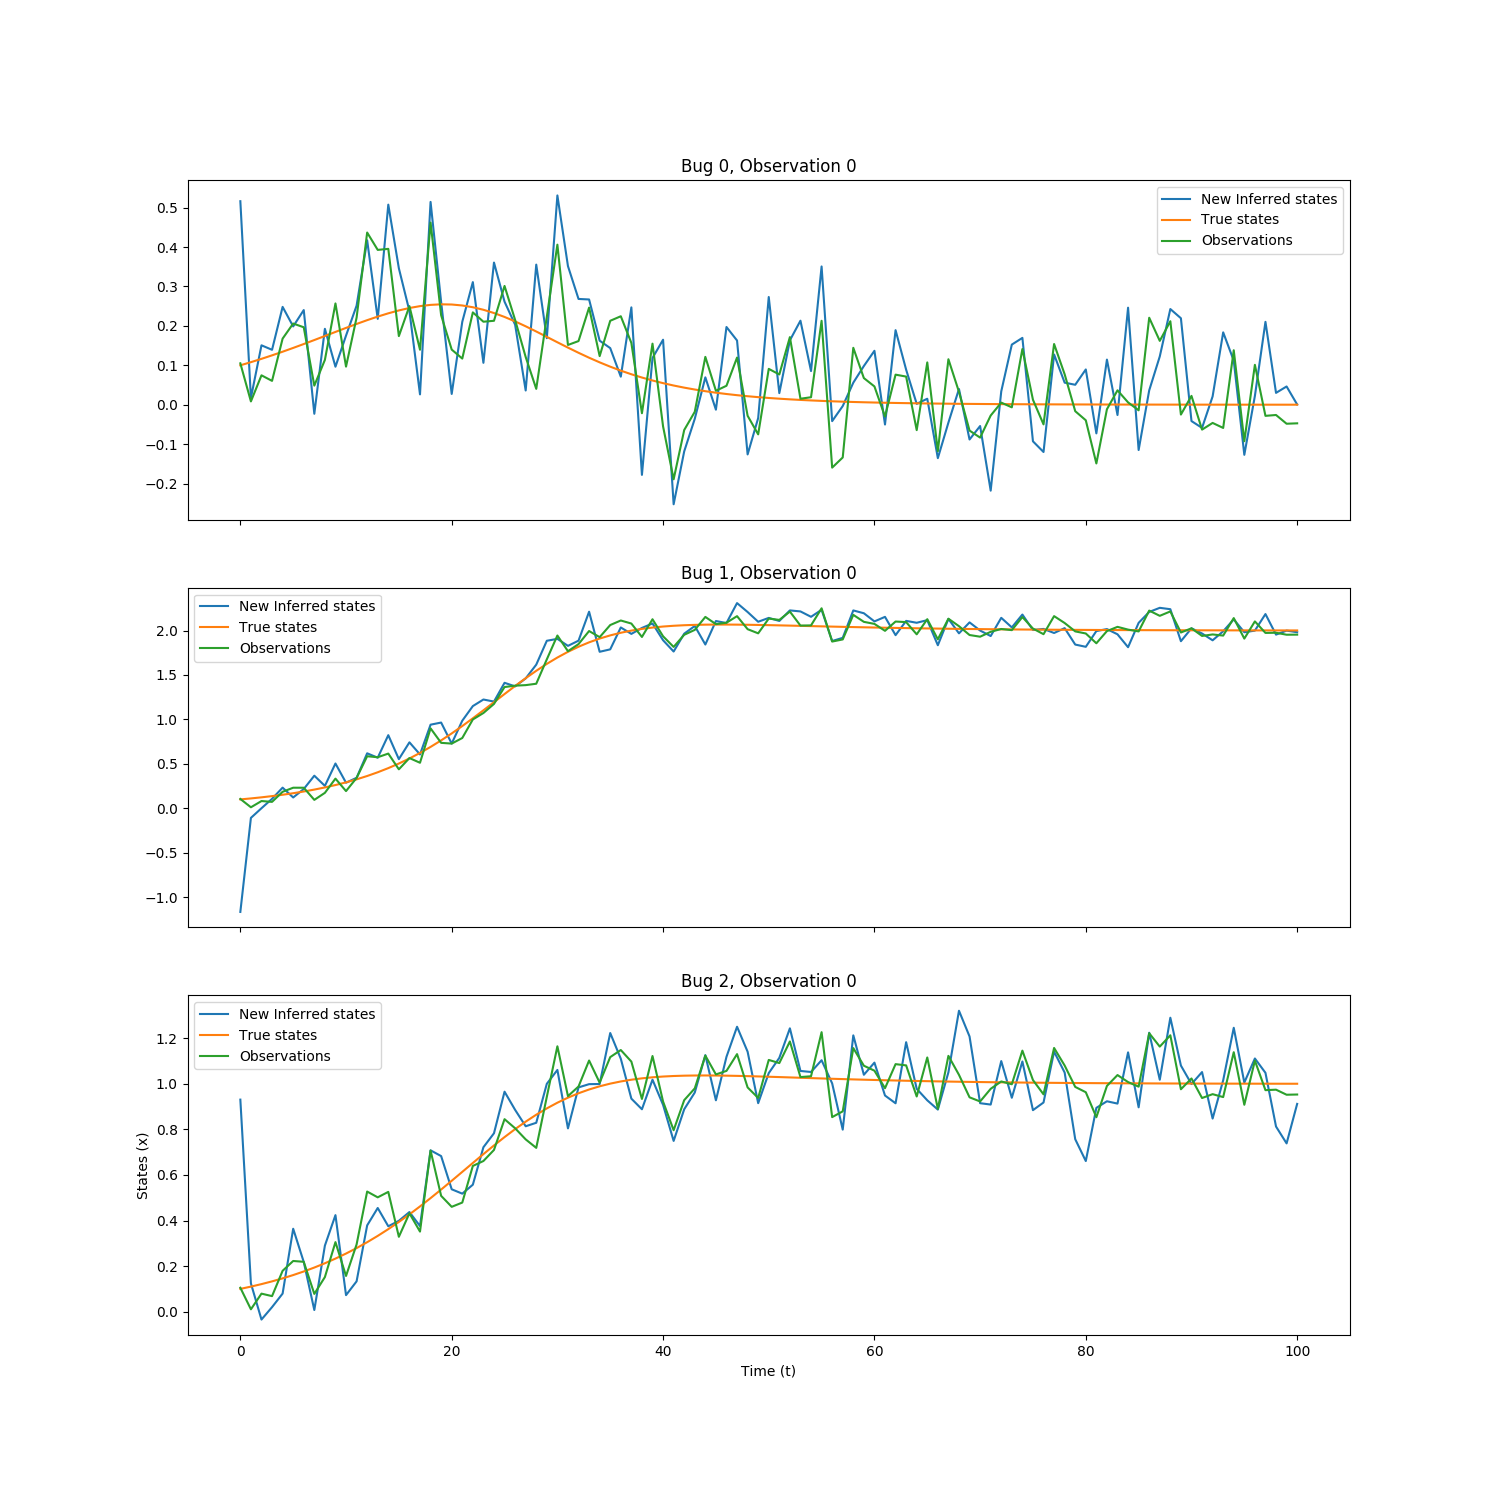 Bug 0, Observation 0
New Inferred states
True states
Observations
0.5
0.4
0.3
0.2
0.1
0.0
−0.1
−0.2
Bug 1, Observation 0
New Inferred states
True states
Observations
2.0
1.5
1.0
0.5
0.0
−0.5
−1.0
Bug 2, Observation 0
New Inferred states
True states
Observations
1.2
1.0
0.8
0.6
0.4
0.2
0.0
States (x)
0 20 40 60 80 100
Time (t)